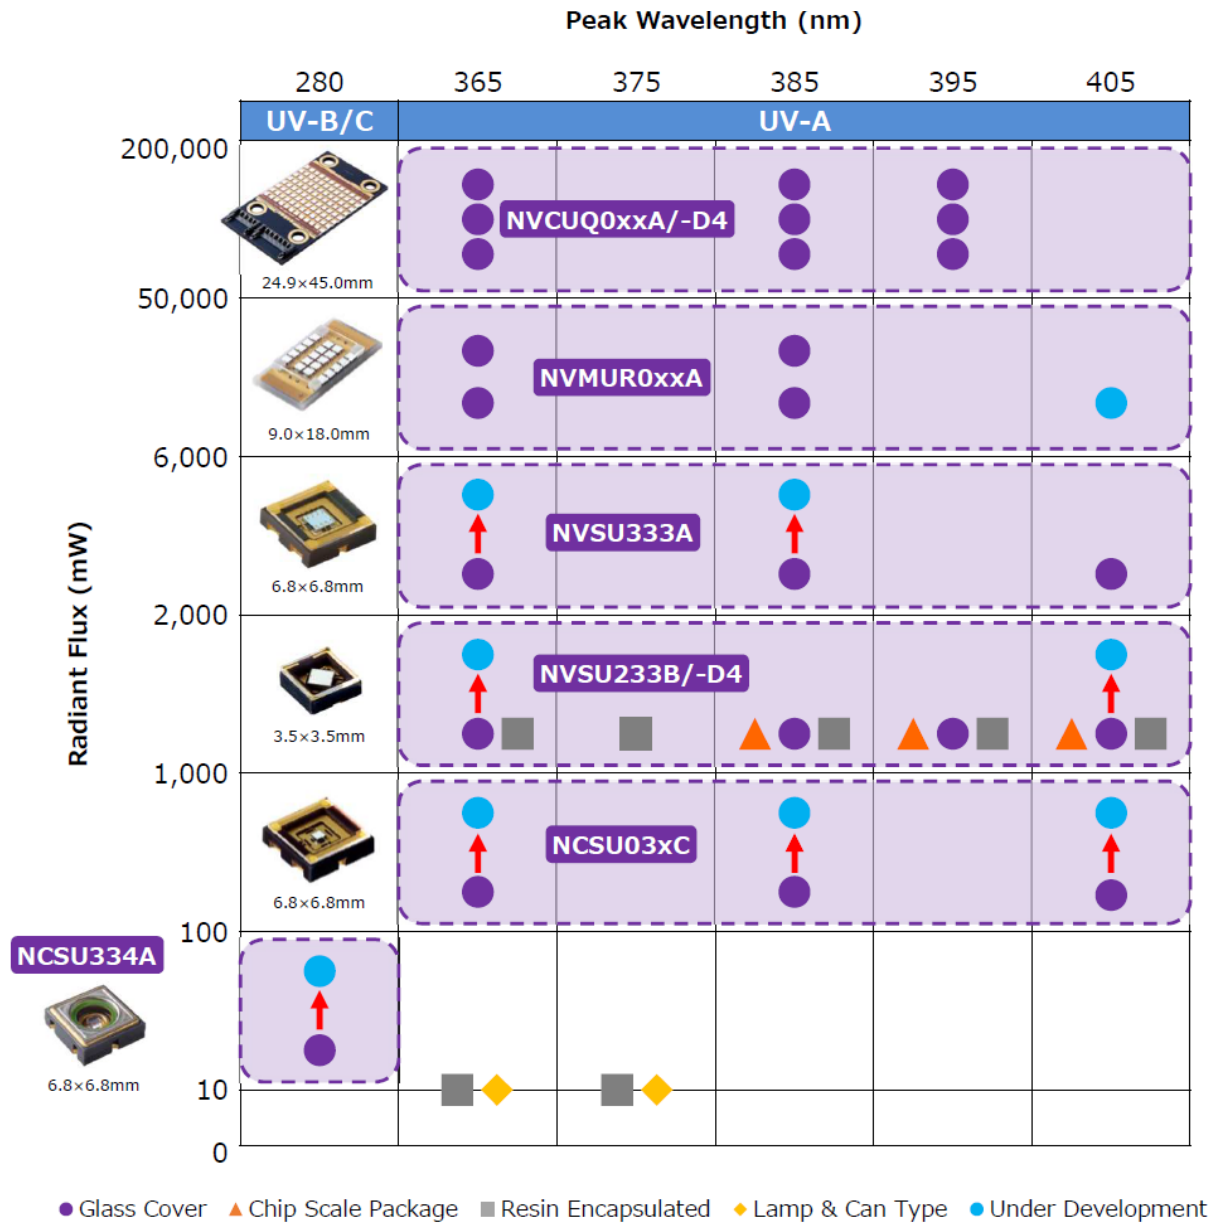 Peak Wavelength (nm)
280 365 375 385 395 405
UV-B/C UV-A
200,000
NVCUQ0xxA/-D4
24.9×45.0mm
50,000
NVMUR0xxA
9.0×18.0mm
6,000
NVSU333A
6.8×6.8mm
2,000
Radiant Flux (mW)
NVSU233B/-D4
3.5×3.5mm
1,000
NCSU03xC
6.8×6.8mm
100
NCSU334A
6.8×6.8mm
10
0
Glass Cover Chip Scale Package Resin Encapsulated Lamp & Can Type Under Development